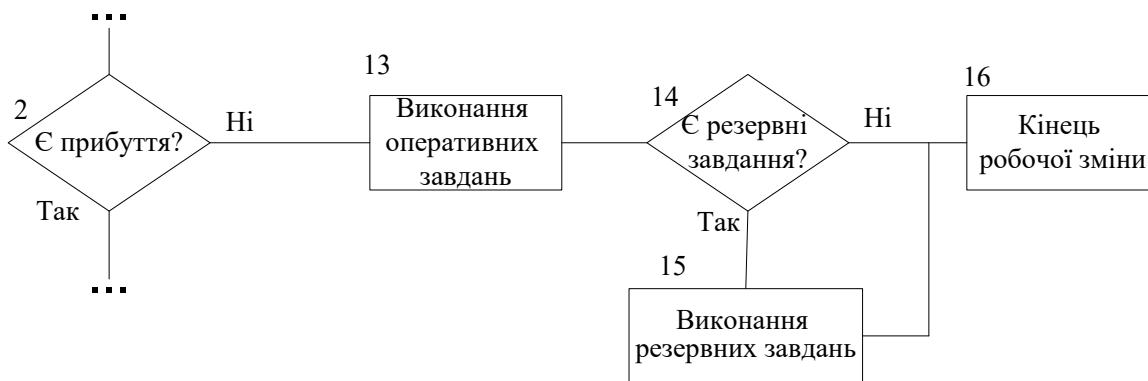 ...
2
Є прибуття?
Ні
Так
...
13
Виконання
оперативних
завдань
14
Є резервні
завдання?
Ні
Так
15
Виконання
резервних завдань
16
Кінець
робочої зміни